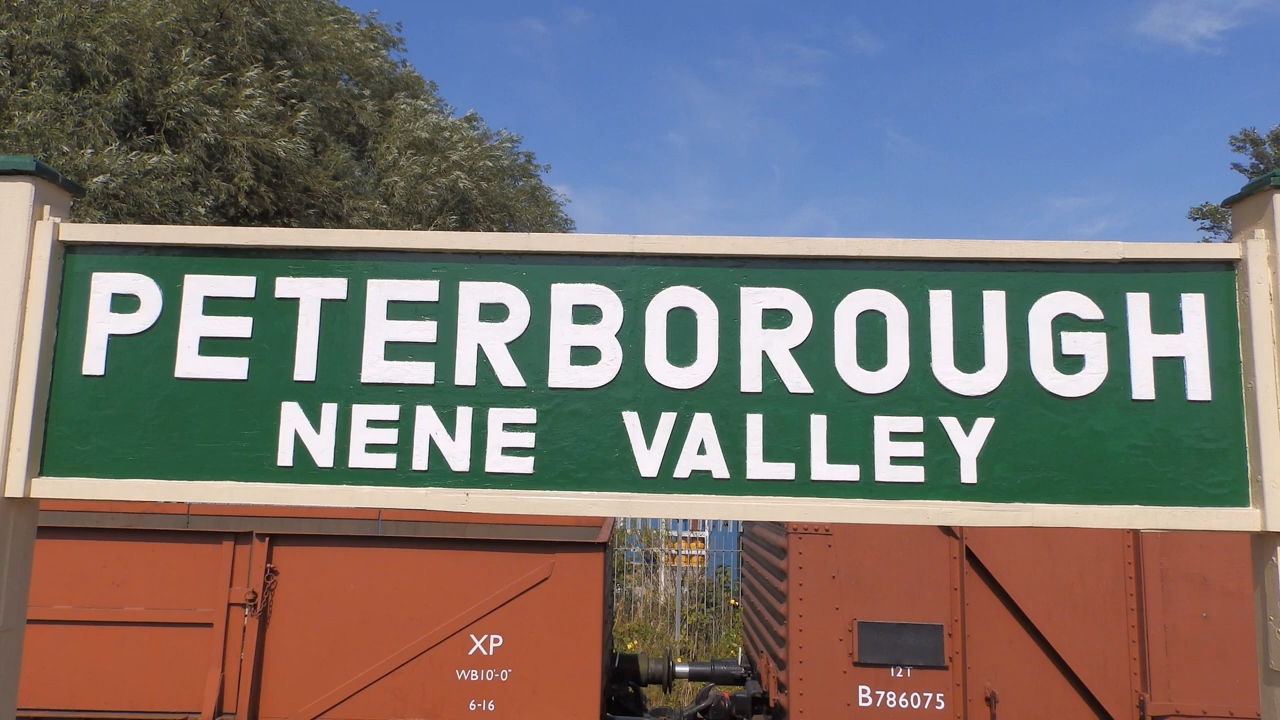 PETERBOROUGH
NENE VALLEY
XP
WB10'-0"
6-16
12T
B786075